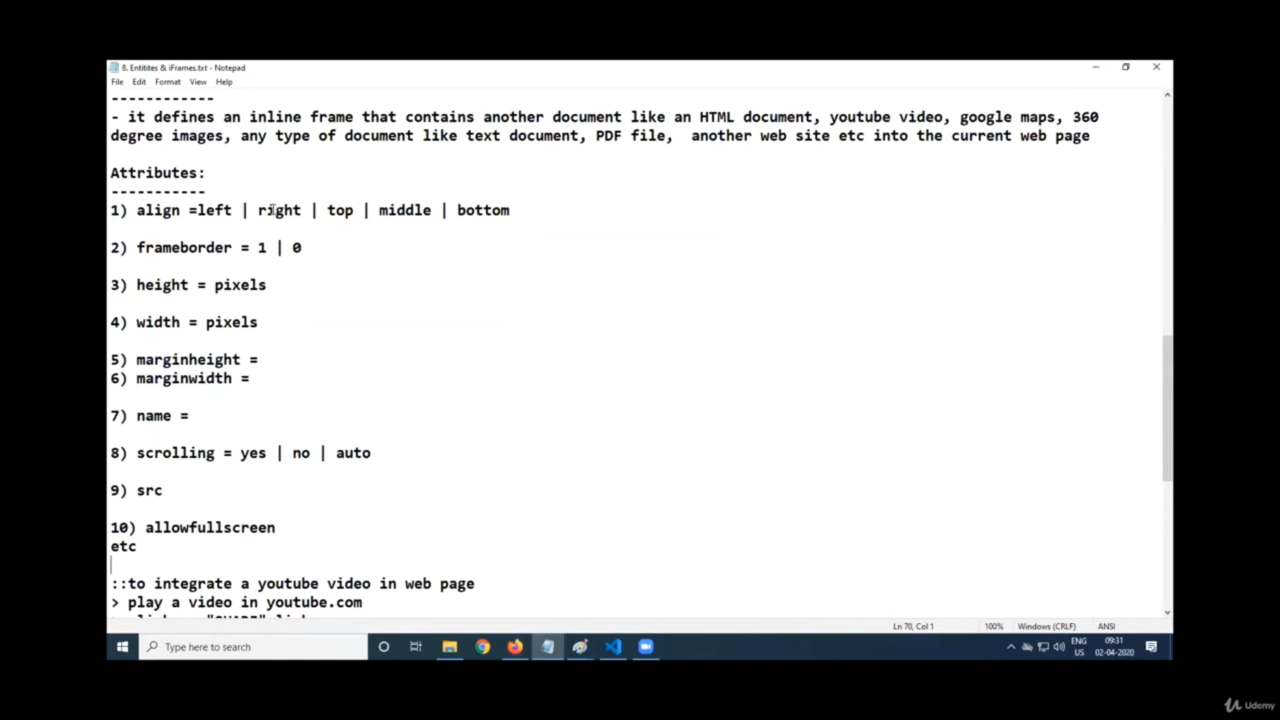 8. Entitites & iFrames.txt - Notepad
File Edit Format View Help
------------
- it defines an inline frame that contains another document like an HTML document, youtube video, google maps, 360
degree images, any type of document like text document, PDF file,  another web site etc into the current web page
Attributes:
-----------
1) align =left | right | top | middle | bottom
2) frameborder = 1 | 0
3) height = pixels
4) width = pixels
5) marginheight =
6) marginwidth =
7) name =
8) scrolling = yes | no | auto
9) src
10) allowfullscreen
etc
::to integrate a youtube video in web page
> play a video in youtube.com
Ln 70, Col 1 100% Windows (CRLF) ANSI
Type here to search
ENG 09:31
US 02-04-2020
Udemy